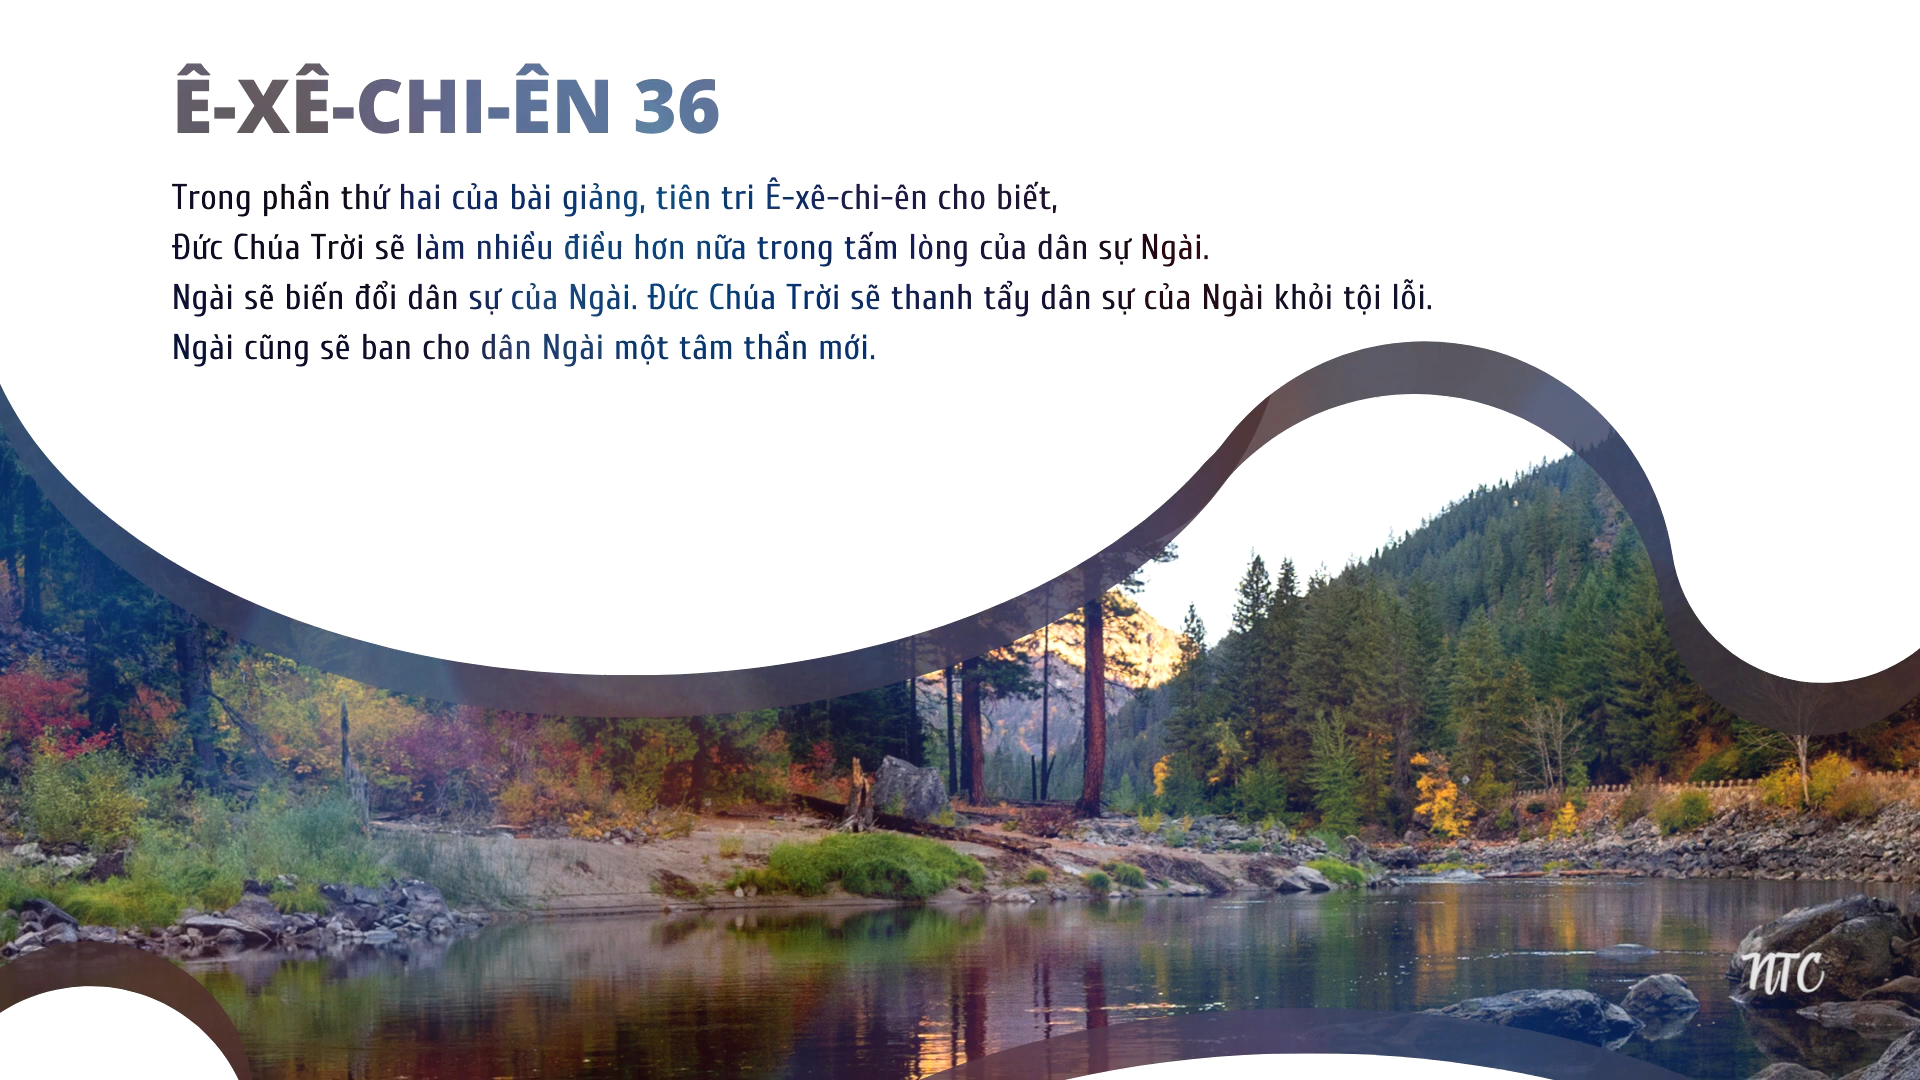 Ê-XÊ-CHI-ÊN 36
Trong phần thứ hai của bài giảng, tiên tri Ê-xê-chi-ên cho biết,
Đức Chúa Trời sẽ làm nhiều điều hơn nữa trong tấm lòng của dân sự Ngài.
Ngài sẽ biến đổi dân sự của Ngài. Đức Chúa Trời sẽ thanh tẩy dân sự của Ngài khỏi tội lỗi.
Ngài cũng sẽ ban cho dân Ngài một tâm thần mới.
NTC